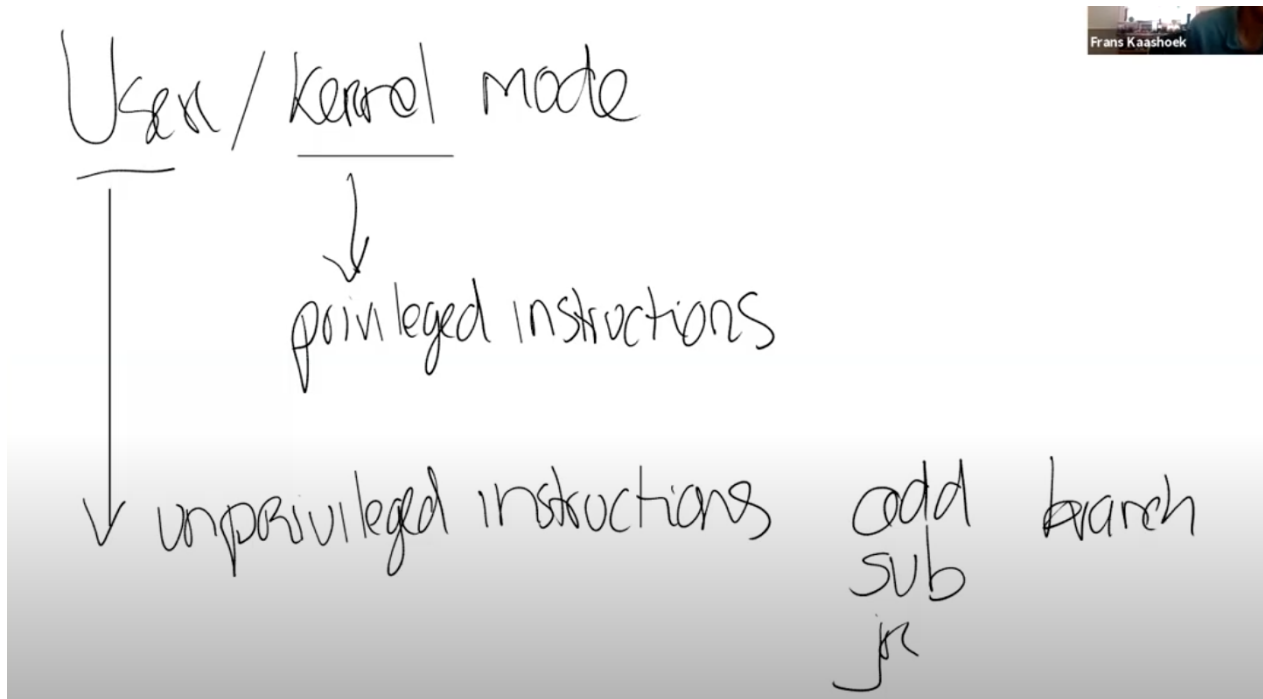 Frans Kaashoek
User / kernel mode
privileged instructions
unprivileged instructions add branch
sub
jr